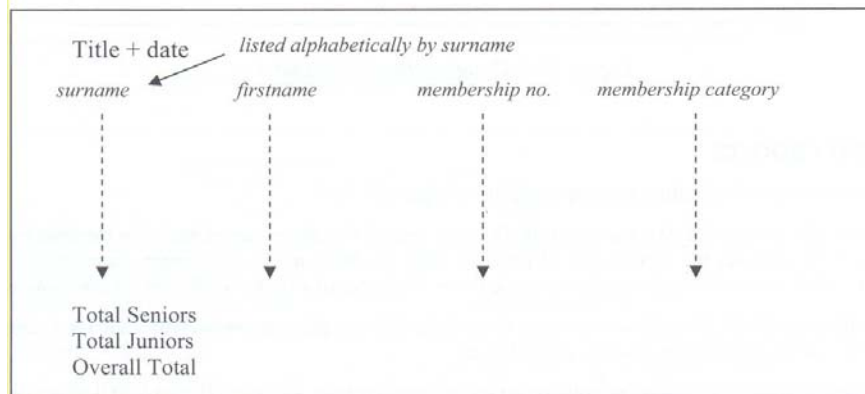 Title + date listed alphabetically by surname
surname firstname membership no. membership category
Total Seniors
Total Juniors
Overall Total